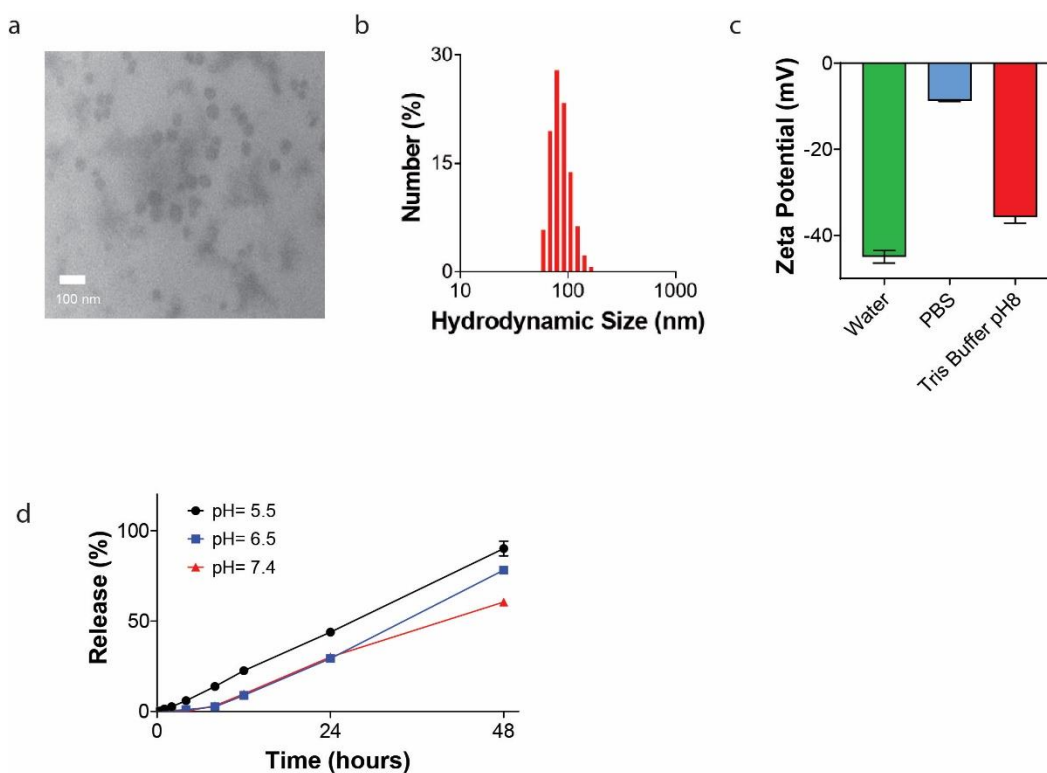 a
100 nm
b
30
15
0
Number (%)
10
100
1000
Hydrodynamic Size (nm)
c
0
-20
-40
Zeta Potential (mV)
Water
PBS
Tris Buffer pH8
d
pH= 5.5
pH= 6.5
pH= 7.4
100
50
0
Release (%)
0
24
48
Time (hours)